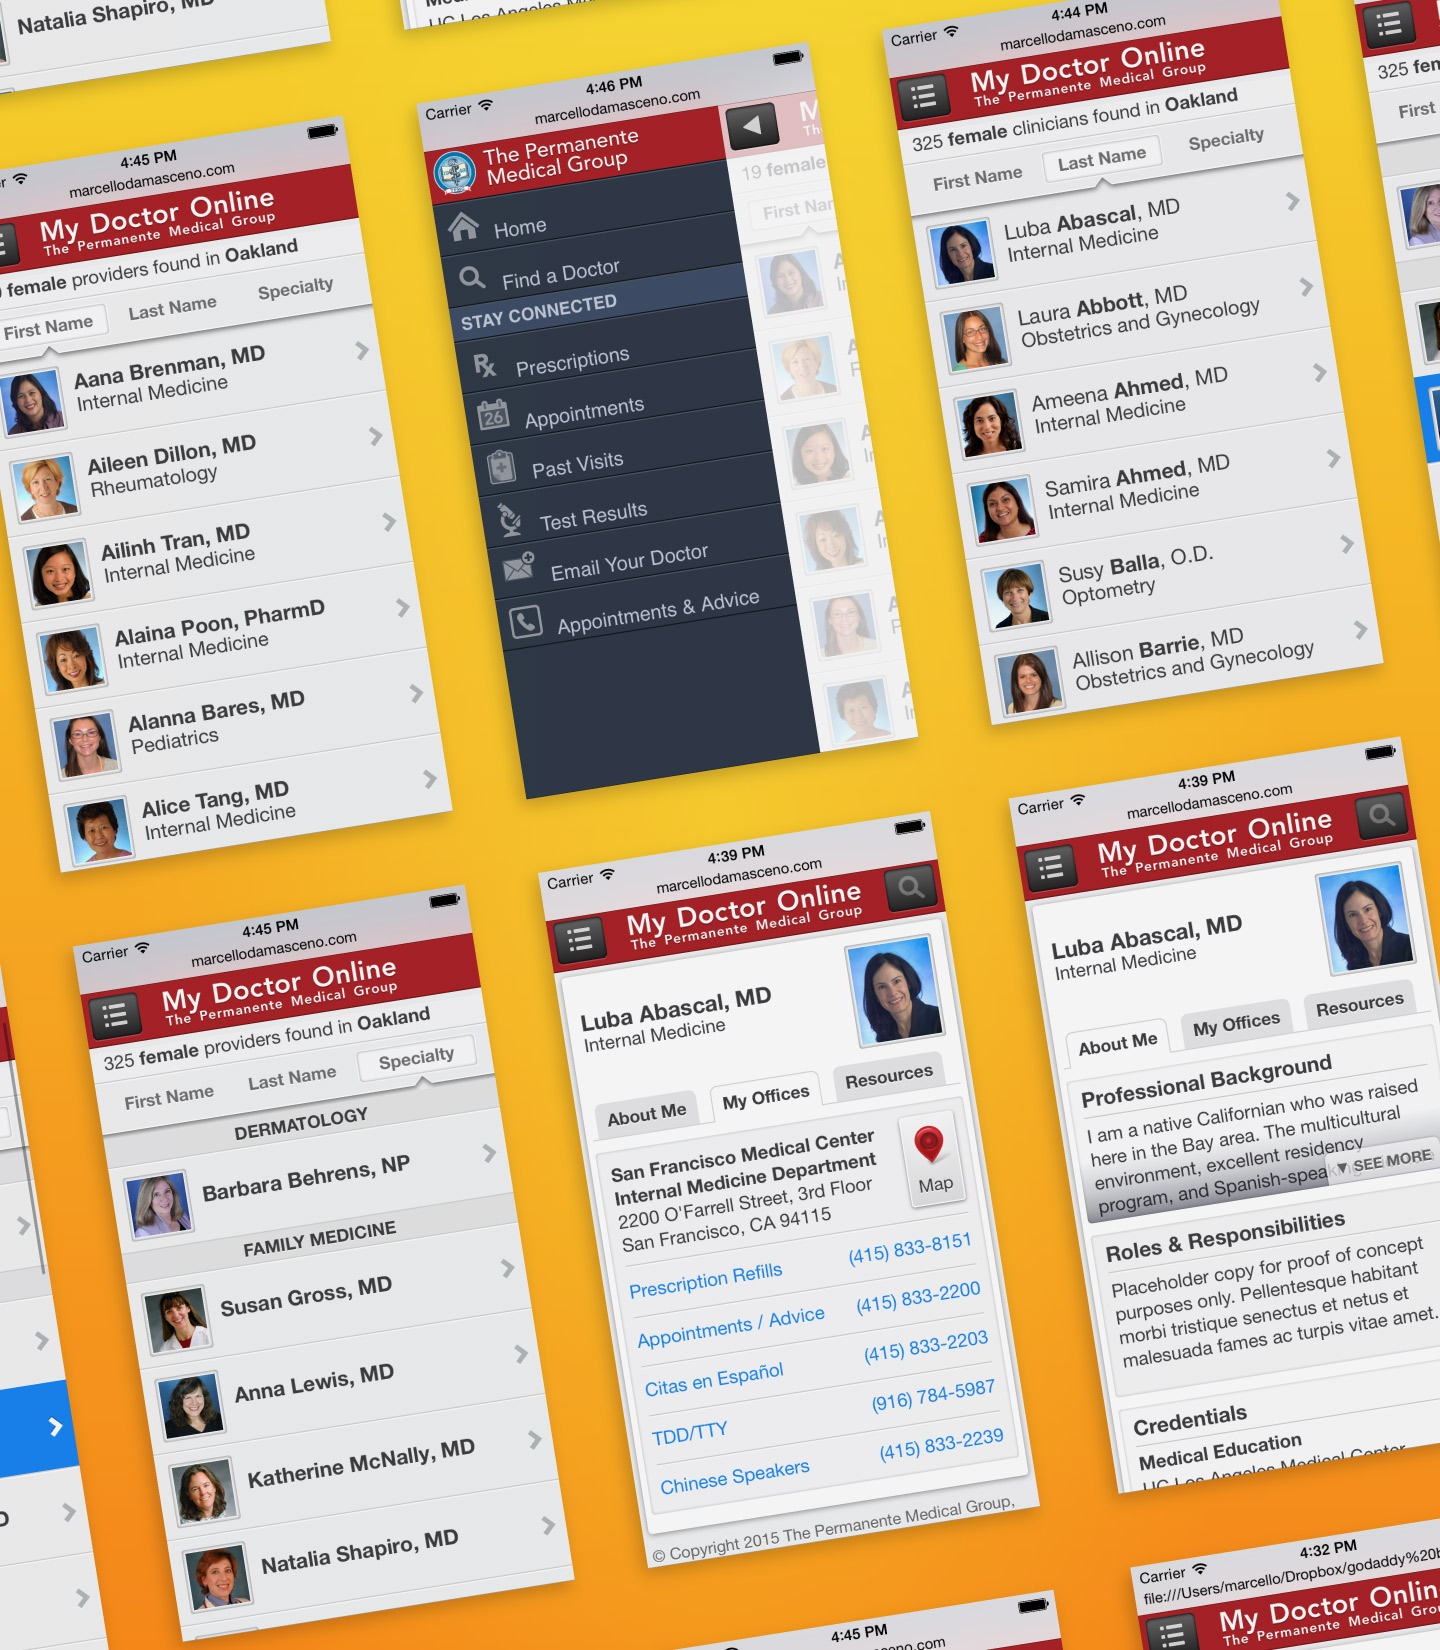 Natalia Shapiro, MD
UC Los Angeles M
4:45 PM
marcellodamasceno.com
My Doctor Online
The Permanente Medical Group
female providers found in Oakland
First Name
Last Name
Specialty
Aana Brenman, MD
Internal Medicine
Aileen Dillon, MD
Rheumatology
Ailinh Tran, MD
Internal Medicine
Alaina Poon, PharmD
Internal Medicine
Alanna Bares, MD
Pediatrics
Alice Tang, MD
Internal Medicine
Carrier
4:46 PM
marcellodamasceno.com
The Permanente
Medical Group
Home
Find a Doctor
STAY CONNECTED
Prescriptions
26
Appointments
Past Visits
Test Results
Email Your Doctor
Appointments & Advice
M
Th
19 female
First Nar
Carrier
4:44 PM
marcellodamasceno.com
My Doctor Online
The Permanente Medical Group
325 female clinicians found in Oakland
First Name
Last Name
Specialty
Luba Abascal, MD
Internal Medicine
Laura Abbott, MD
Obstetrics and Gynecology
Ameena Ahmed, MD
Internal Medicine
Samira Ahmed, MD
Internal Medicine
Susy Balla, O.D.
Optometry
Allison Barrie, MD
Obstetrics and Gynecology
325 fem
First
Carrier
4:45 PM
marcellodamasceno.com
My Doctor Online
The Permanente Medical Group
325 female providers found in Oakland
First Name
Last Name
Specialty
DERMATOLOGY
Barbara Behrens, NP
FAMILY MEDICINE
Susan Gross, MD
Anna Lewis, MD
Katherine McNally, MD
Natalia Shapiro, MD
Carrier
4:39 PM
marcellodamasceno.com
My Doctor Online
The Permanente Medical Group
Luba Abascal, MD
Internal Medicine
About Me
My Offices
Resources
San Francisco Medical Center
Internal Medicine Department
2200 O'Farrell Street, 3rd Floor
San Francisco, CA 94115
Map
Prescription Refills (415) 833-8151
Appointments / Advice (415) 833-2200
Citas en Español (415) 833-2203
TDD/TTY (916) 784-5987
Chinese Speakers (415) 833-2239
© Copyright 2015 The Permanente Medical Group,
Carrier
4:39 PM
marcellodamasceno.com
My Doctor Online
The Permanente Medical Group
Luba Abascal, MD
Internal Medicine
About Me
My Offices
Resources
Professional Background
I am a native Californian who was raised
here in the Bay area. The multicultural
environment, excellent residency
program, and Spanish-speak
▼ SEE MORE
Roles & Responsibilities
Placeholder copy for proof of concept
purposes only. Pellentesque habitant
morbi tristique senectus et netus et
malesuada fames ac turpis vitae amet.
Credentials
Medical Education
UC Los Angeles Medical Center
4:45 PM
marcellodamasceno.com
Carrier
4:32 PM
file:///Users/marcello/Dropbox/godaddy%20b
My Doctor Onlin
The Permanente Medical Grou